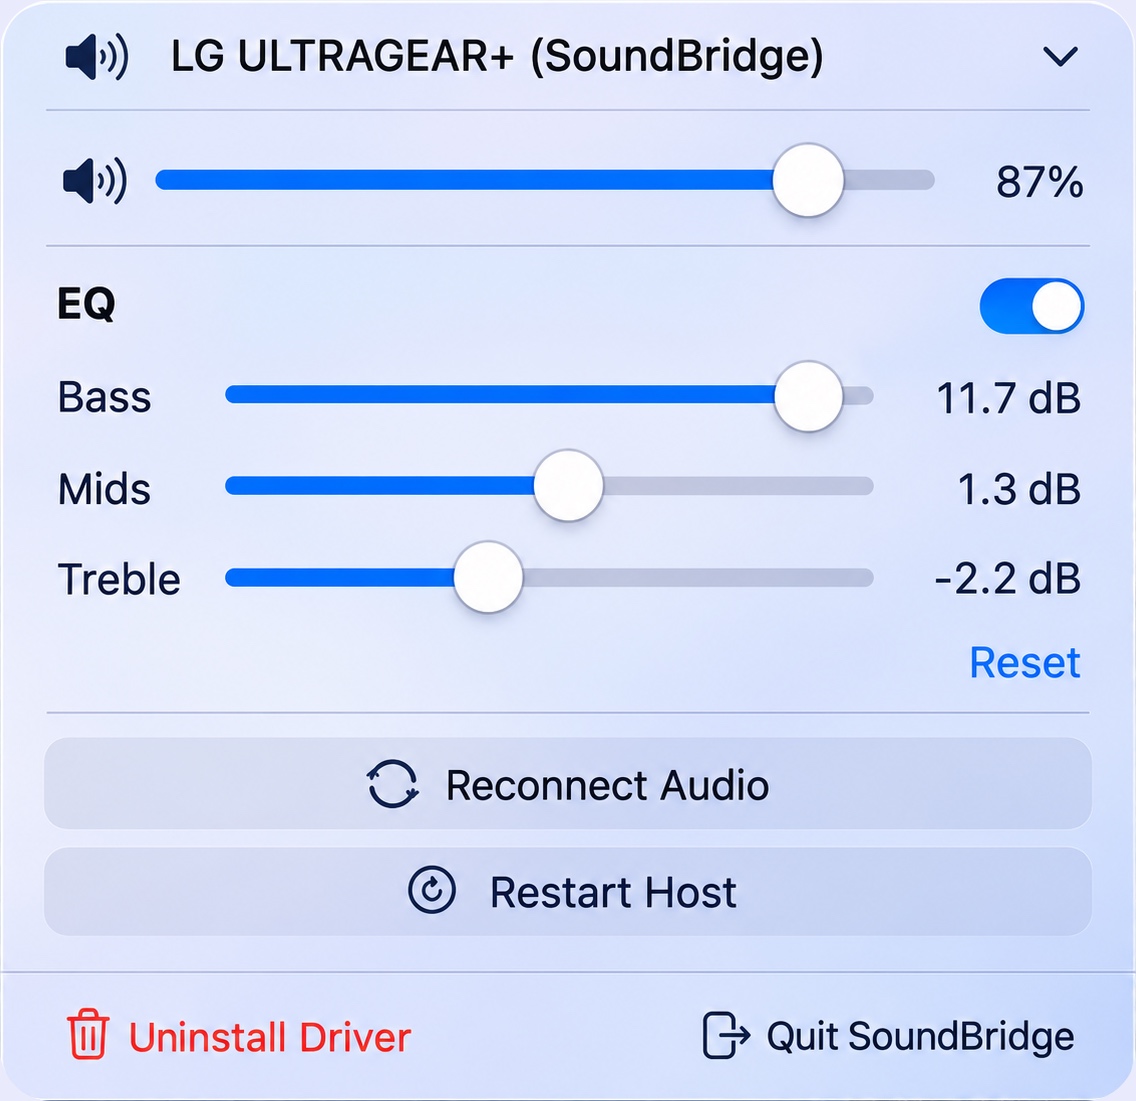 LG ULTRAGEAR+ (SoundBridge)
87%
EQ
Bass 11.7 dB
Mids 1.3 dB
Treble -2.2 dB
Reset
Reconnect Audio
Restart Host
Uninstall Driver Quit SoundBridge